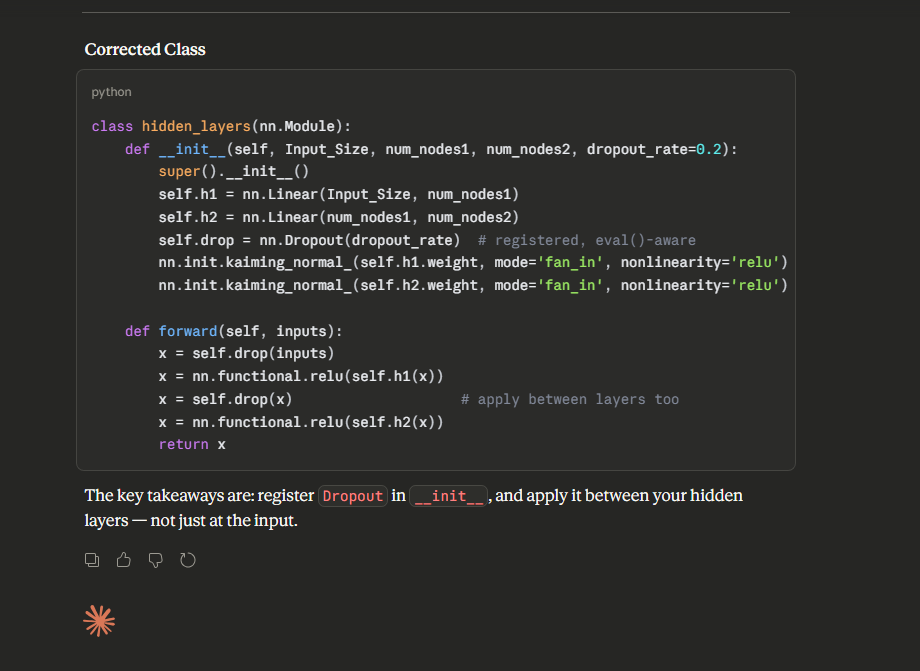 Corrected Class
python
class hidden_layers(nn.Module):
    def __init__(self, Input_Size, num_nodes1, num_nodes2, dropout_rate=0.2):
        super().__init__()
        self.h1 = nn.Linear(Input_Size, num_nodes1)
        self.h2 = nn.Linear(num_nodes1, num_nodes2)
        self.drop = nn.Dropout(dropout_rate)  # registered, eval()-aware
        nn.init.kaiming_normal_(self.h1.weight, mode='fan_in', nonlinearity='relu')
        nn.init.kaiming_normal_(self.h2.weight, mode='fan_in', nonlinearity='relu')
    def forward(self, inputs):
        x = self.drop(inputs)
        x = nn.functional.relu(self.h1(x))
        x = self.drop(x)                    # apply between layers too
        x = nn.functional.relu(self.h2(x))
        return x
The key takeaways are: register Dropout in __init__, and apply it between your hidden
layers — not just at the input.